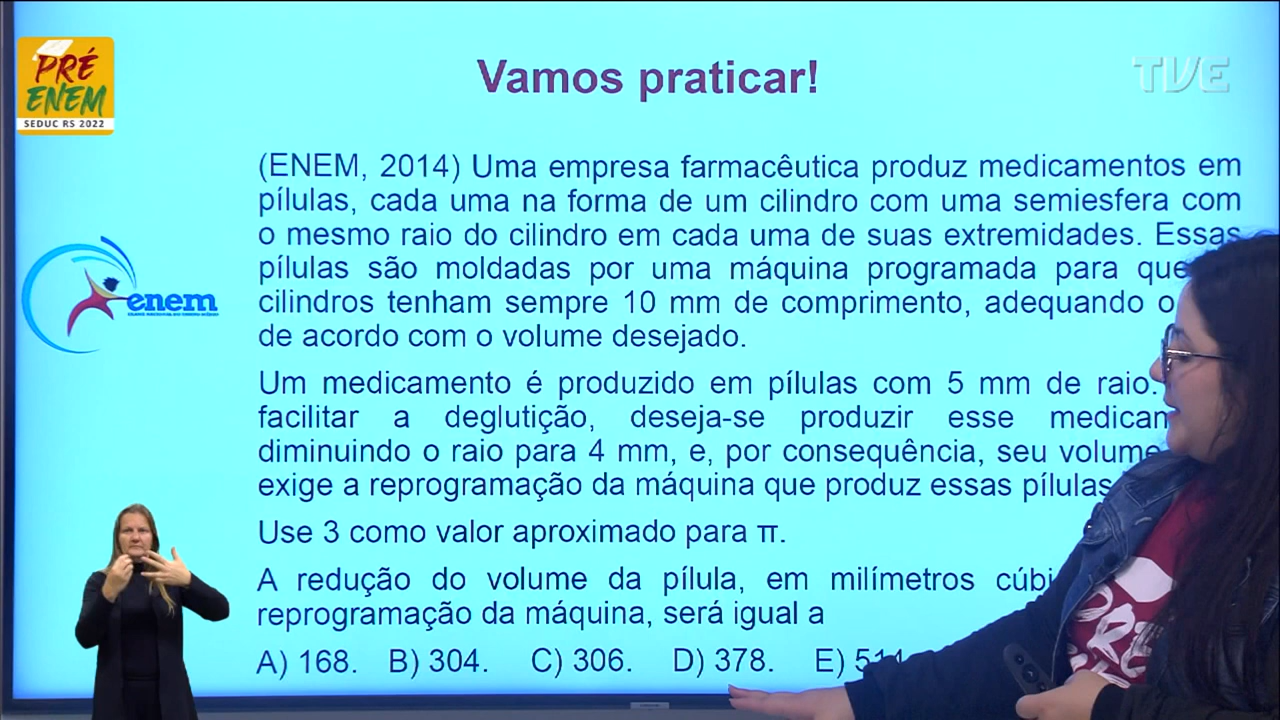 PRÉ
ENEM
SEDUC RS 2022
Vamos praticar!
TVE
(ENEM, 2014) Uma empresa farmacêutica produz medicamentos em
pílulas, cada uma na forma de um cilindro com uma semiesfera com
o mesmo raio do cilindro em cada uma de suas extremidades. Essas
pílulas são moldadas por uma máquina programada para que
cilindros tenham sempre 10 mm de comprimento, adequando o
de acordo com o volume desejado.
enem
Um medicamento é produzido em pílulas com 5 mm de raio.
facilitar a deglutição, deseja-se produzir esse medicam
diminuindo o raio para 4 mm, e, por consequência, seu volume
exige a reprogramação da máquina que produz essas pílulas
Use 3 como valor aproximado para π.
A redução do volume da pílula, em milímetros cúbi
reprogramação da máquina, será igual a
A) 168. B) 304. C) 306. D) 378. E) 514